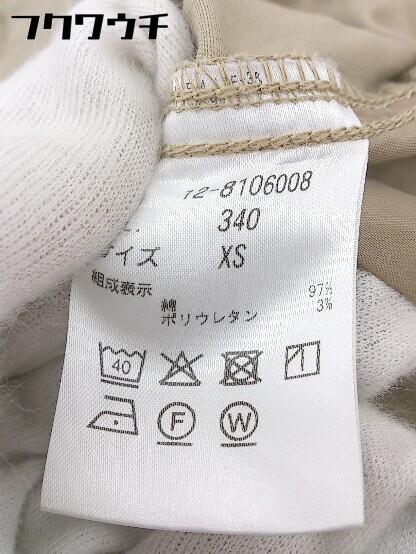 フクワウチ
12-8106008
340
イズ XS
組成表示
綿 97%
ポリウレタン 3%
40
F W